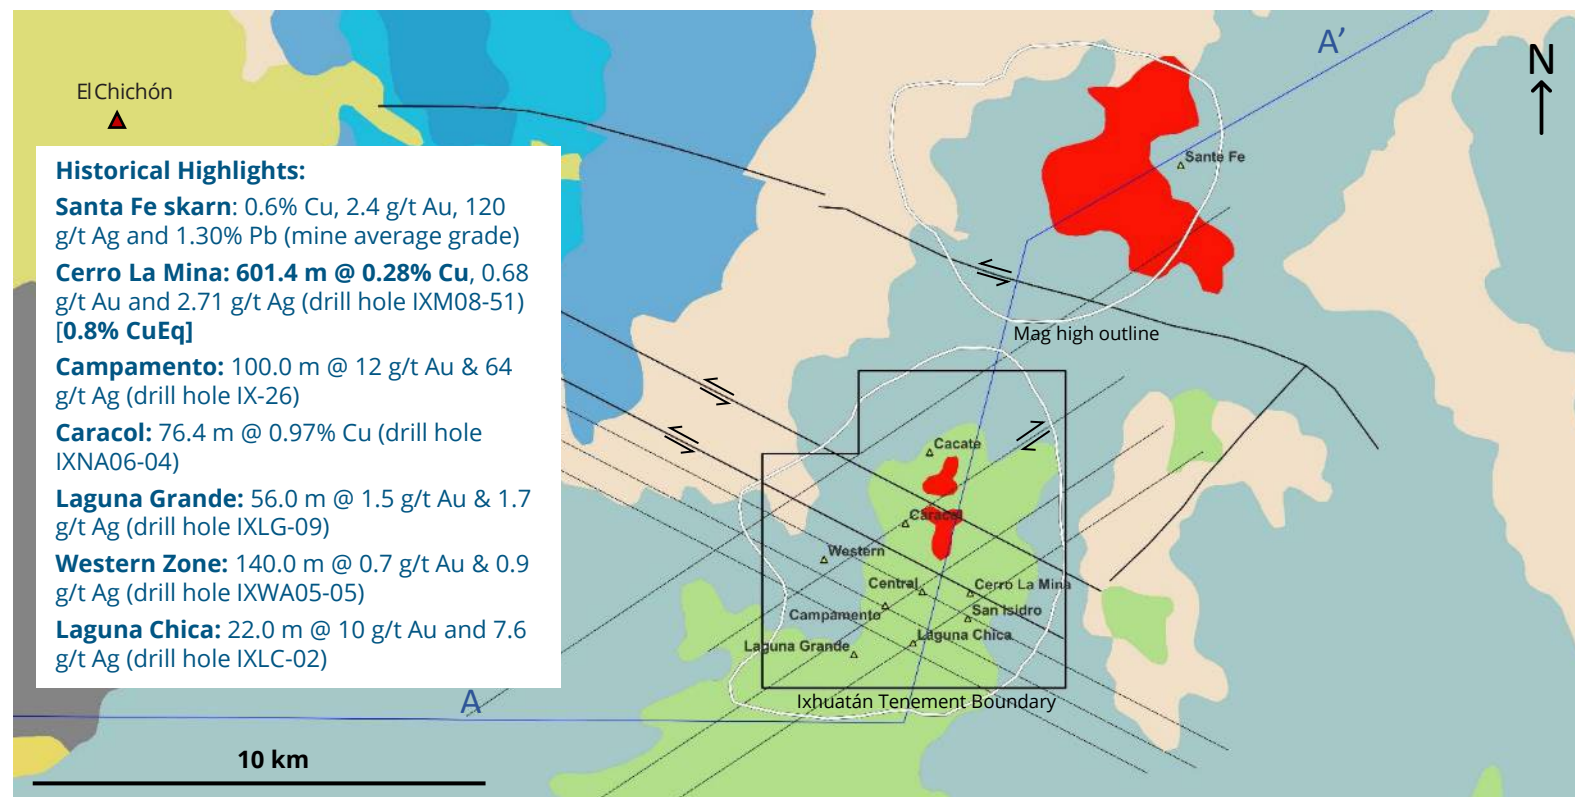 A’
N
El Chichón
Historical Highlights:
Santa Fe skarn: 0.6% Cu, 2.4 g/t Au, 120
g/t Ag and 1.30% Pb (mine average grade)
Cerro La Mina: 601.4 m @ 0.28% Cu, 0.68
g/t Au and 2.71 g/t Ag (drill hole IXM08-51)
[0.8% CuEq]
Campamento: 100.0 m @ 12 g/t Au & 64
g/t Ag (drill hole IX-26)
Caracol: 76.4 m @ 0.97% Cu (drill hole
IXNA06-04)
Laguna Grande: 56.0 m @ 1.5 g/t Au & 1.7
g/t Ag (drill hole IXLG-09)
Western Zone: 140.0 m @ 0.7 g/t Au & 0.9
g/t Ag (drill hole IXWA05-05)
Laguna Chica: 22.0 m @ 10 g/t Au and 7.6
g/t Ag (drill hole IXLC-02)
Sante Fe
Mag high outline
Cacate
Caracol
Western
Central
Cerro La Mina
Campamento
San Isidro
Laguna Chica
Laguna Grande
Ixhuatán Tenement Boundary
A
10 km